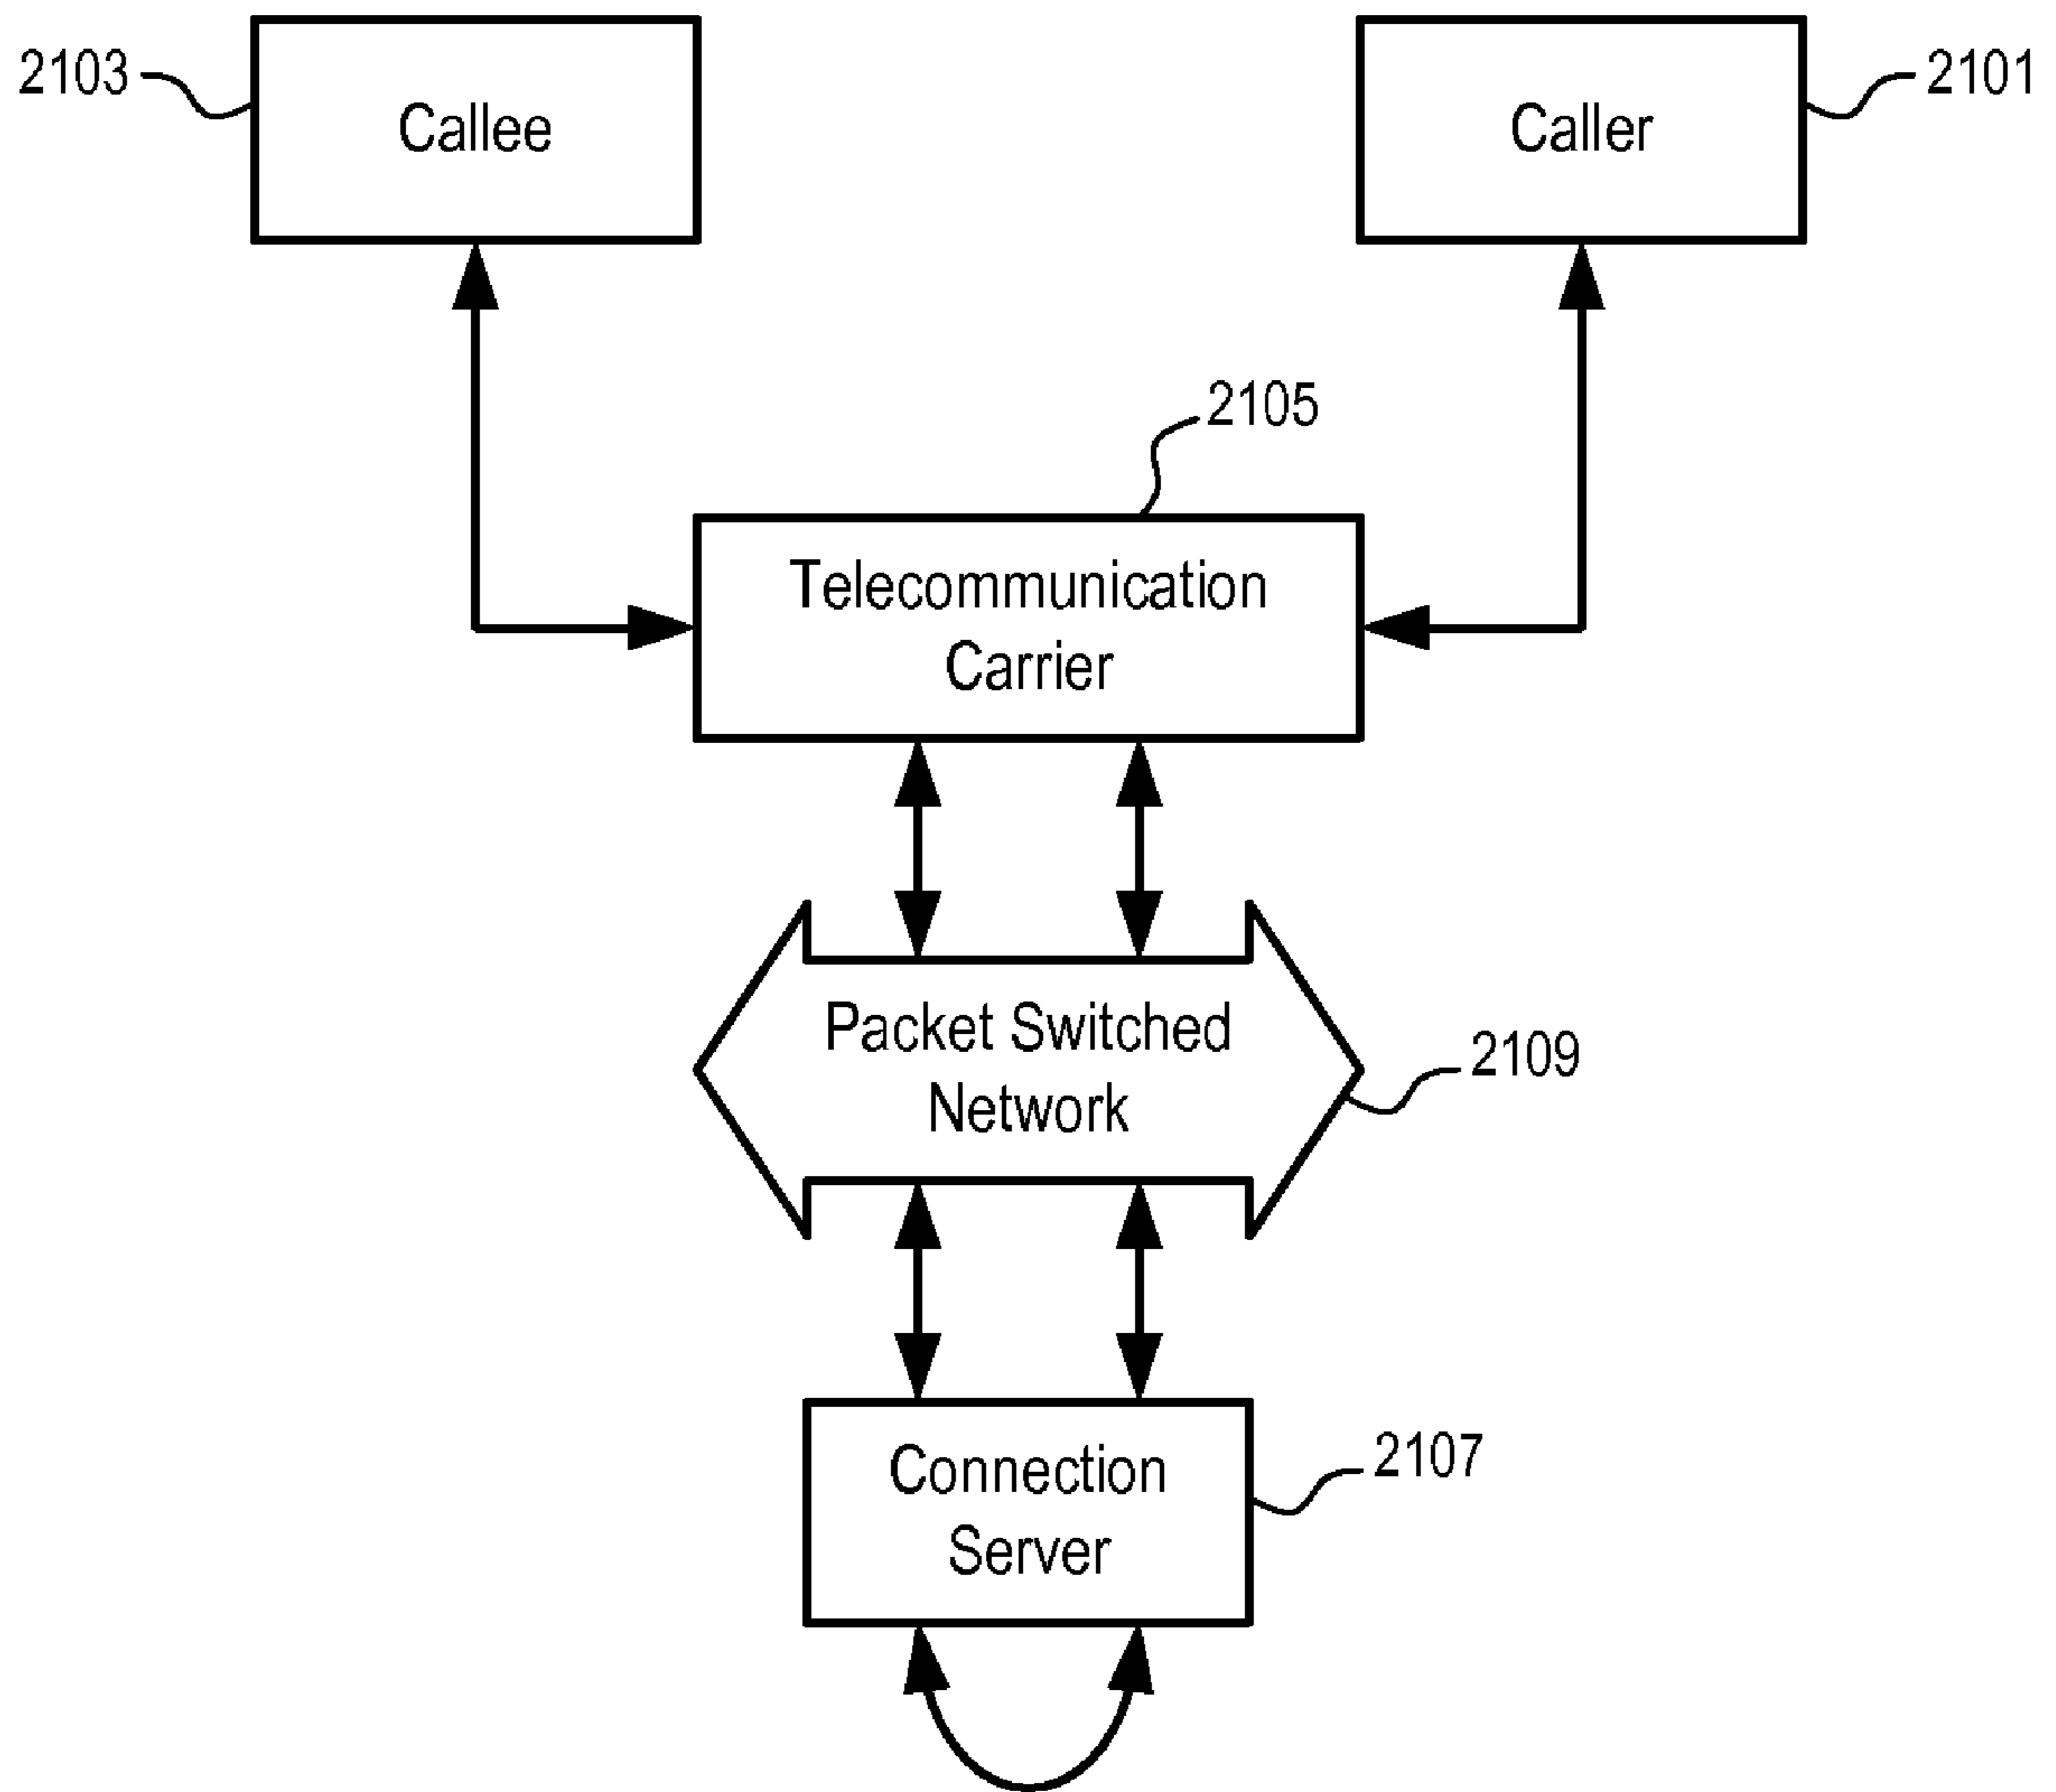 2103
Callee
Caller
2101
2105
Telecommunication
Carrier
Packet Switched
Network
2109
Connection
Server
2107